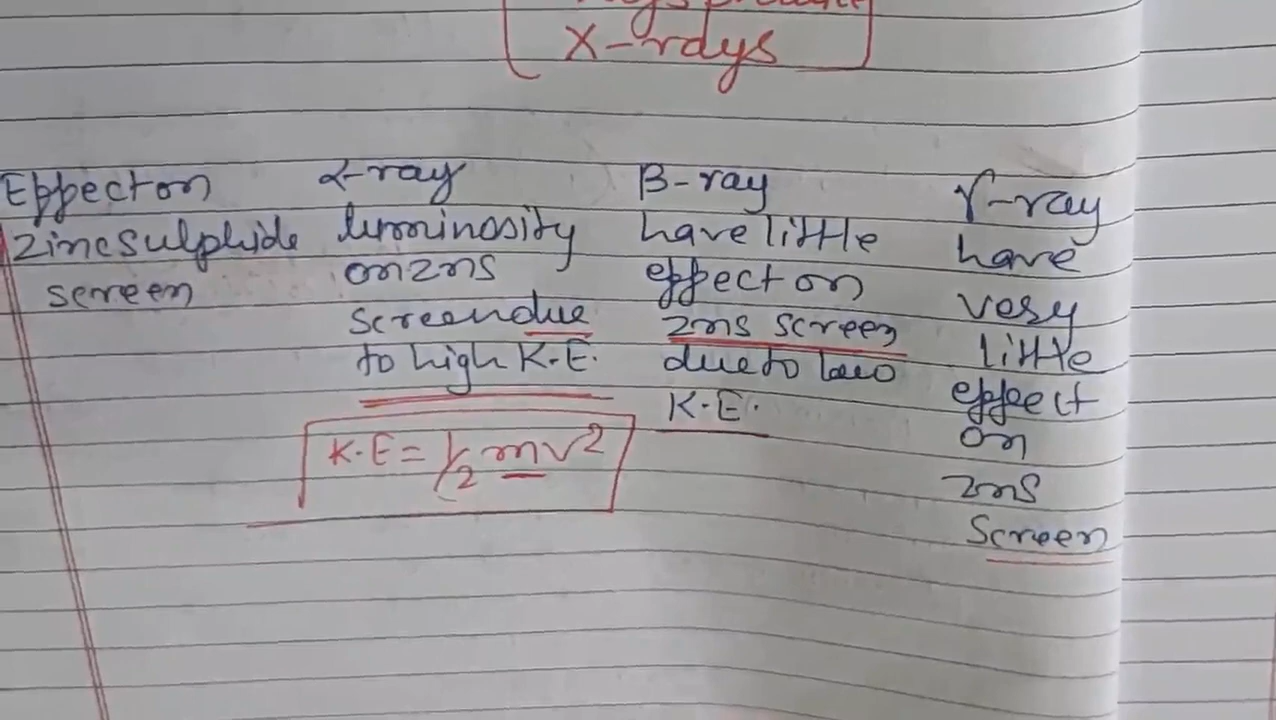 X-rays
Effect on
Zinc sulphide
screen
α-ray
luminosity
on zns
screen due
to high K.E.
K.E = 1/2 mv²
β-ray
have little
effect on
zns screen
due to low
K.E.
γ-ray
have
very
little
effect
on
zns
Screen